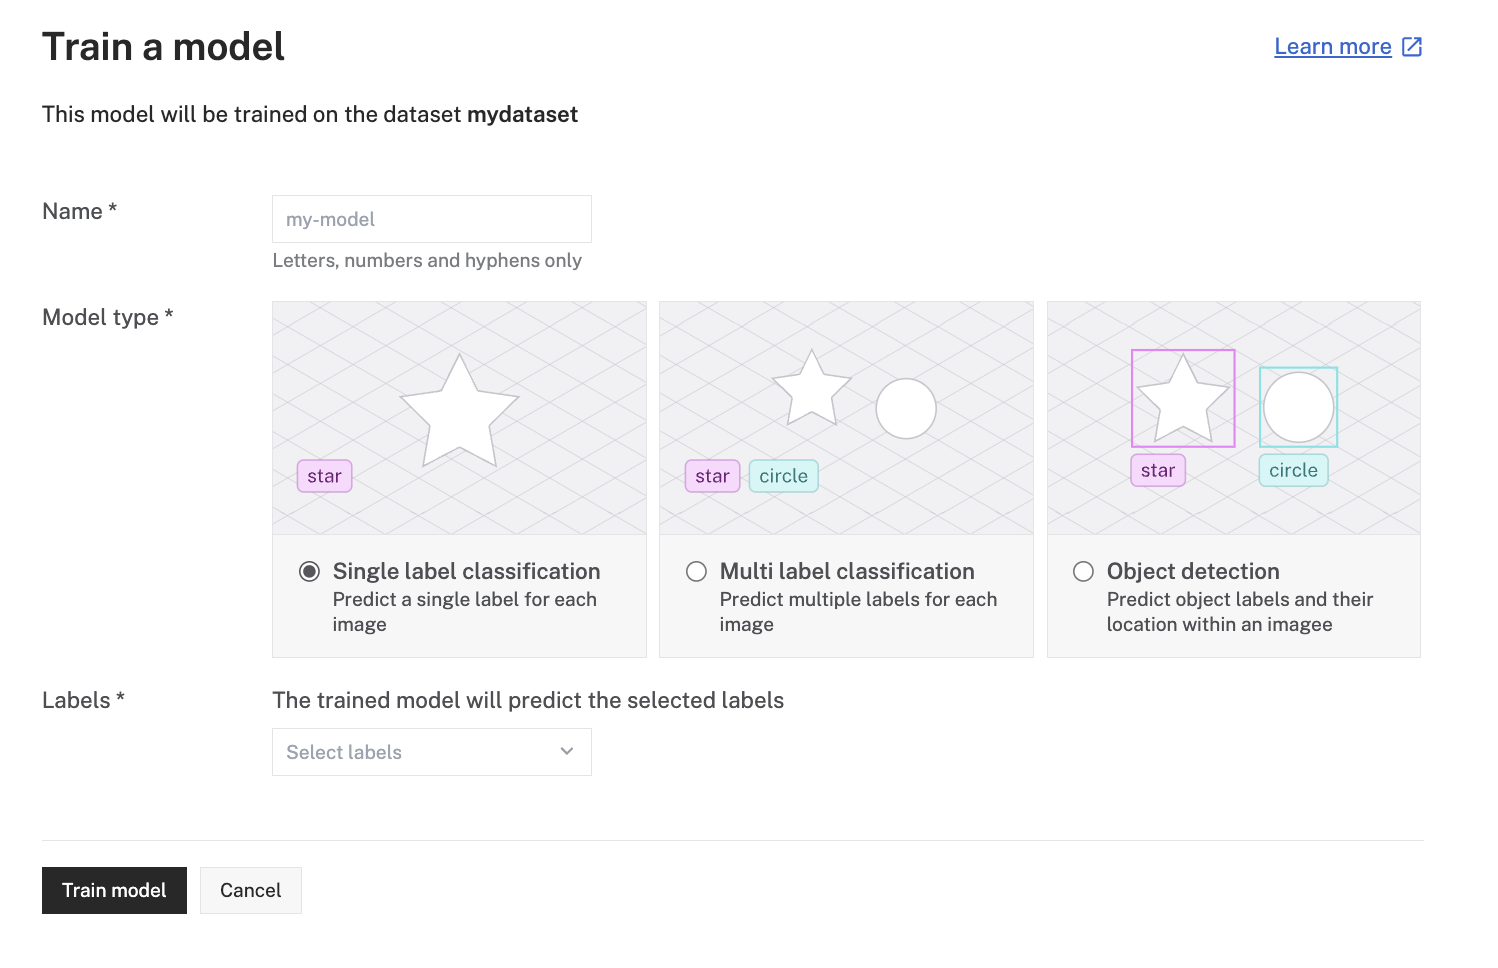 Train a model
Learn more
This model will be trained on the dataset mydataset
Name *
my-model
Letters, numbers and hyphens only
Model type *
star
star circle
star circle
Single label classification
Predict a single label for each
image
Multi label classification
Predict multiple labels for each
image
Object detection
Predict object labels and their
location within an imagee
Labels *
The trained model will predict the selected labels
Select labels
Train model
Cancel